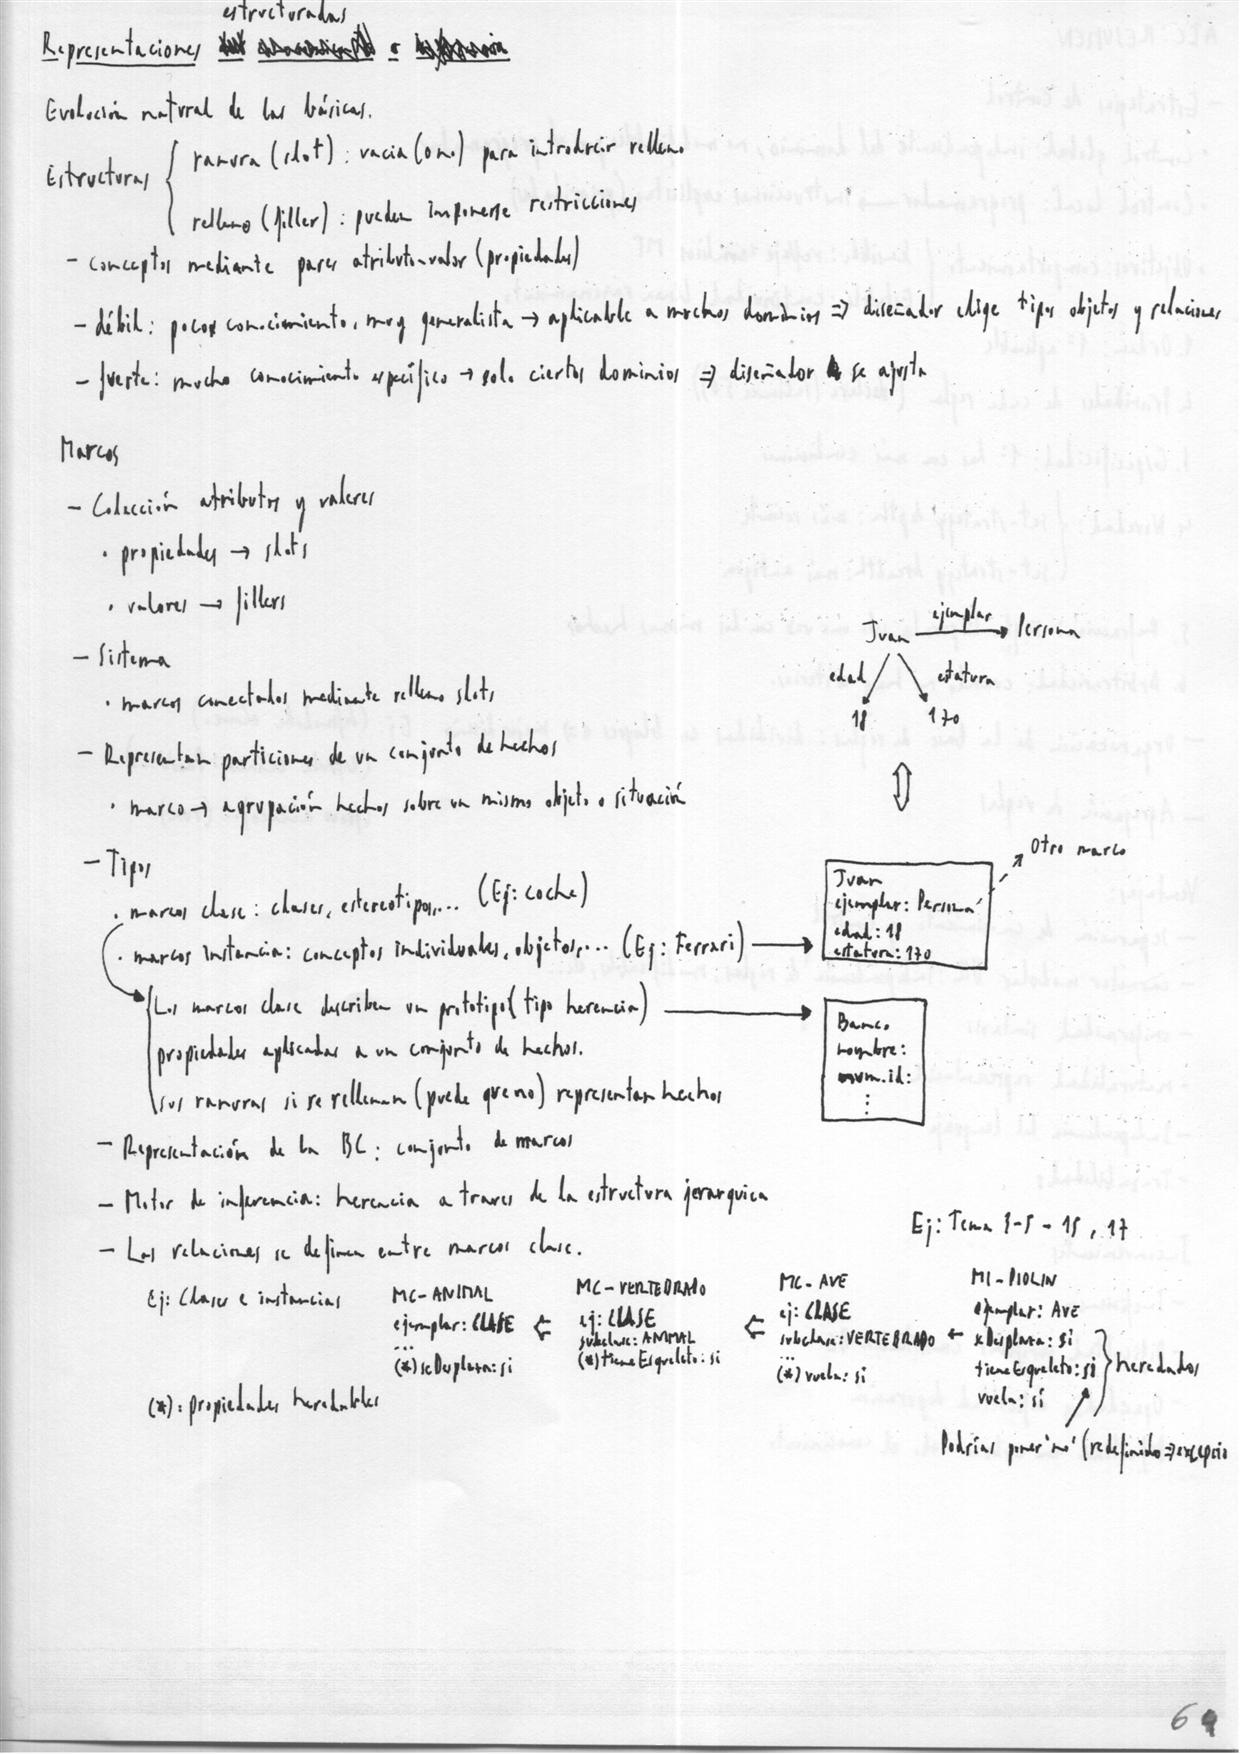 estructuradas
Representaciones
Evolución natural de las básicas.
Estructuras { ranura (slot): vacia (o no) para introducir relleno
relleno (filler): pueden imponerse restricciones
- conceptos mediante pares atributo-valor (propiedades)
- débil: poco conocimiento, muy generalista → aplicable a muchos dominios ⇒ diseñador elige tipos objetos y relaciones
- fuerte: mucho conocimiento específico → solo ciertos dominios ⇒ diseñador se ajusta
Marcos
- Colección atributos y valores
· propiedades → slots
· valores → fillers
- Sistema
· marcos conectados mediante relleno slots
Juan ejemplar → Persona
edad estatura
18 170
- Representan particiones de un conjunto de hechos
· marco → agrupación hechos sobre un mismo objeto o situación
⇕
- Tipos
· marcos clase: clases, estereotipos,... (Ej: coche)
· marcos instancia: conceptos individuales, objetos,... (Ej: Ferrari) →
Juan
ejemplar: Persona → Otro marco
edad: 18
estatura: 170
{ Los marcos clase describen un prototipo (tipo herencia) →
propiedades aplicadas a un conjunto de hechos.
sus ranuras si se rellenan (puede que no) representan hechos
Banco
nombre:
num.id:
⋮
- Representación de la BC: conjunto de marcos
- Motor de inferencia: herencia a traves de la estructura jerarquica
- Las relaciones se definen entre marcos clase.
Ej: Tema 3-5 - 15, 17
Ej: Clases e instancias
MC-ANIMAL
ejemplar: CLASE
...
(*) seDesplaza: si
⇐
MC-VERTEBRADO
ej: CLASE
subclase: ANIMAL
(*) tieneEsqueleto: si
⇐
MC-AVE
ej: CLASE
subclase: VERTEBRADO
...
(*) vuela: si
←
MI-PIOLIN
ejemplar: AVE
seDesplaza: si
tieneEsqueleto: si } heredados
vuela: sí
(*): propiedades heredables
Podrías poner 'no' (redefinido ⇒ excepcio
6